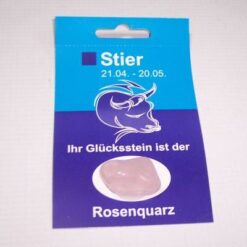 Stier
21.04. - 20.05.
Ihr Glücksstein ist der
Rosenquarz